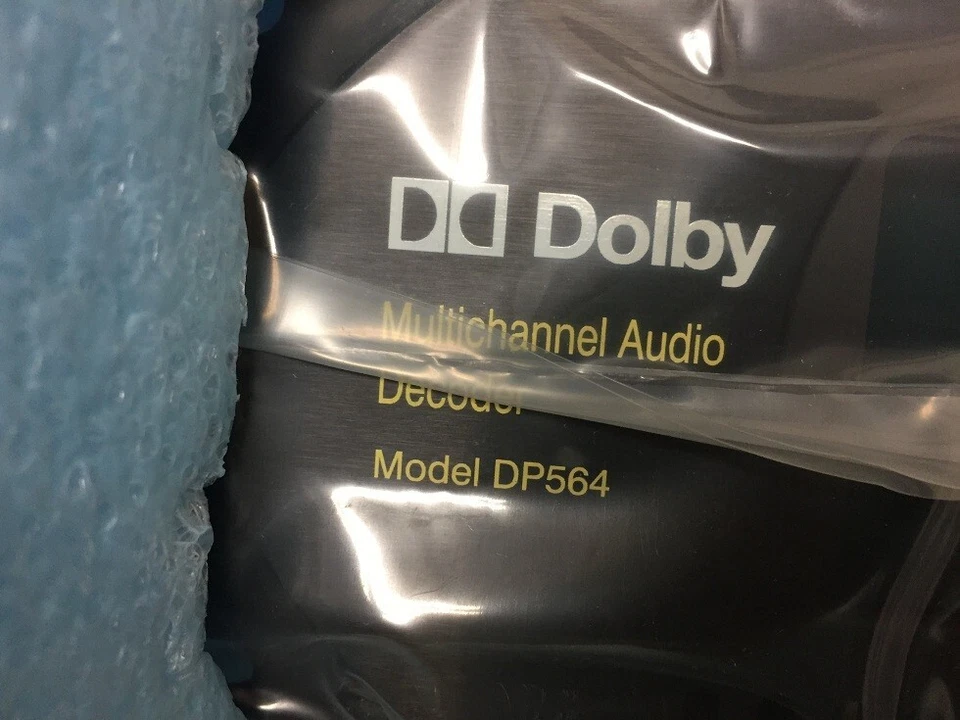 Dolby
Multichannel Audio
Decoder
Model DP564